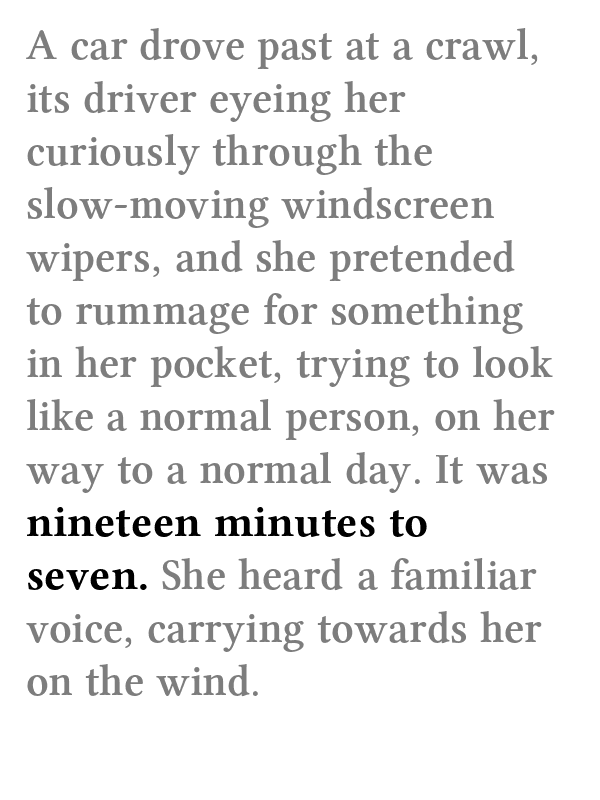 A car drove past at a crawl,
its driver eyeing her
curiously through the
slow-moving windscreen
wipers, and she pretended
to rummage for something
in her pocket, trying to look
like a normal person, on her
way to a normal day. It was
nineteen minutes to
seven. She heard a familiar
voice, carrying towards her
on the wind.